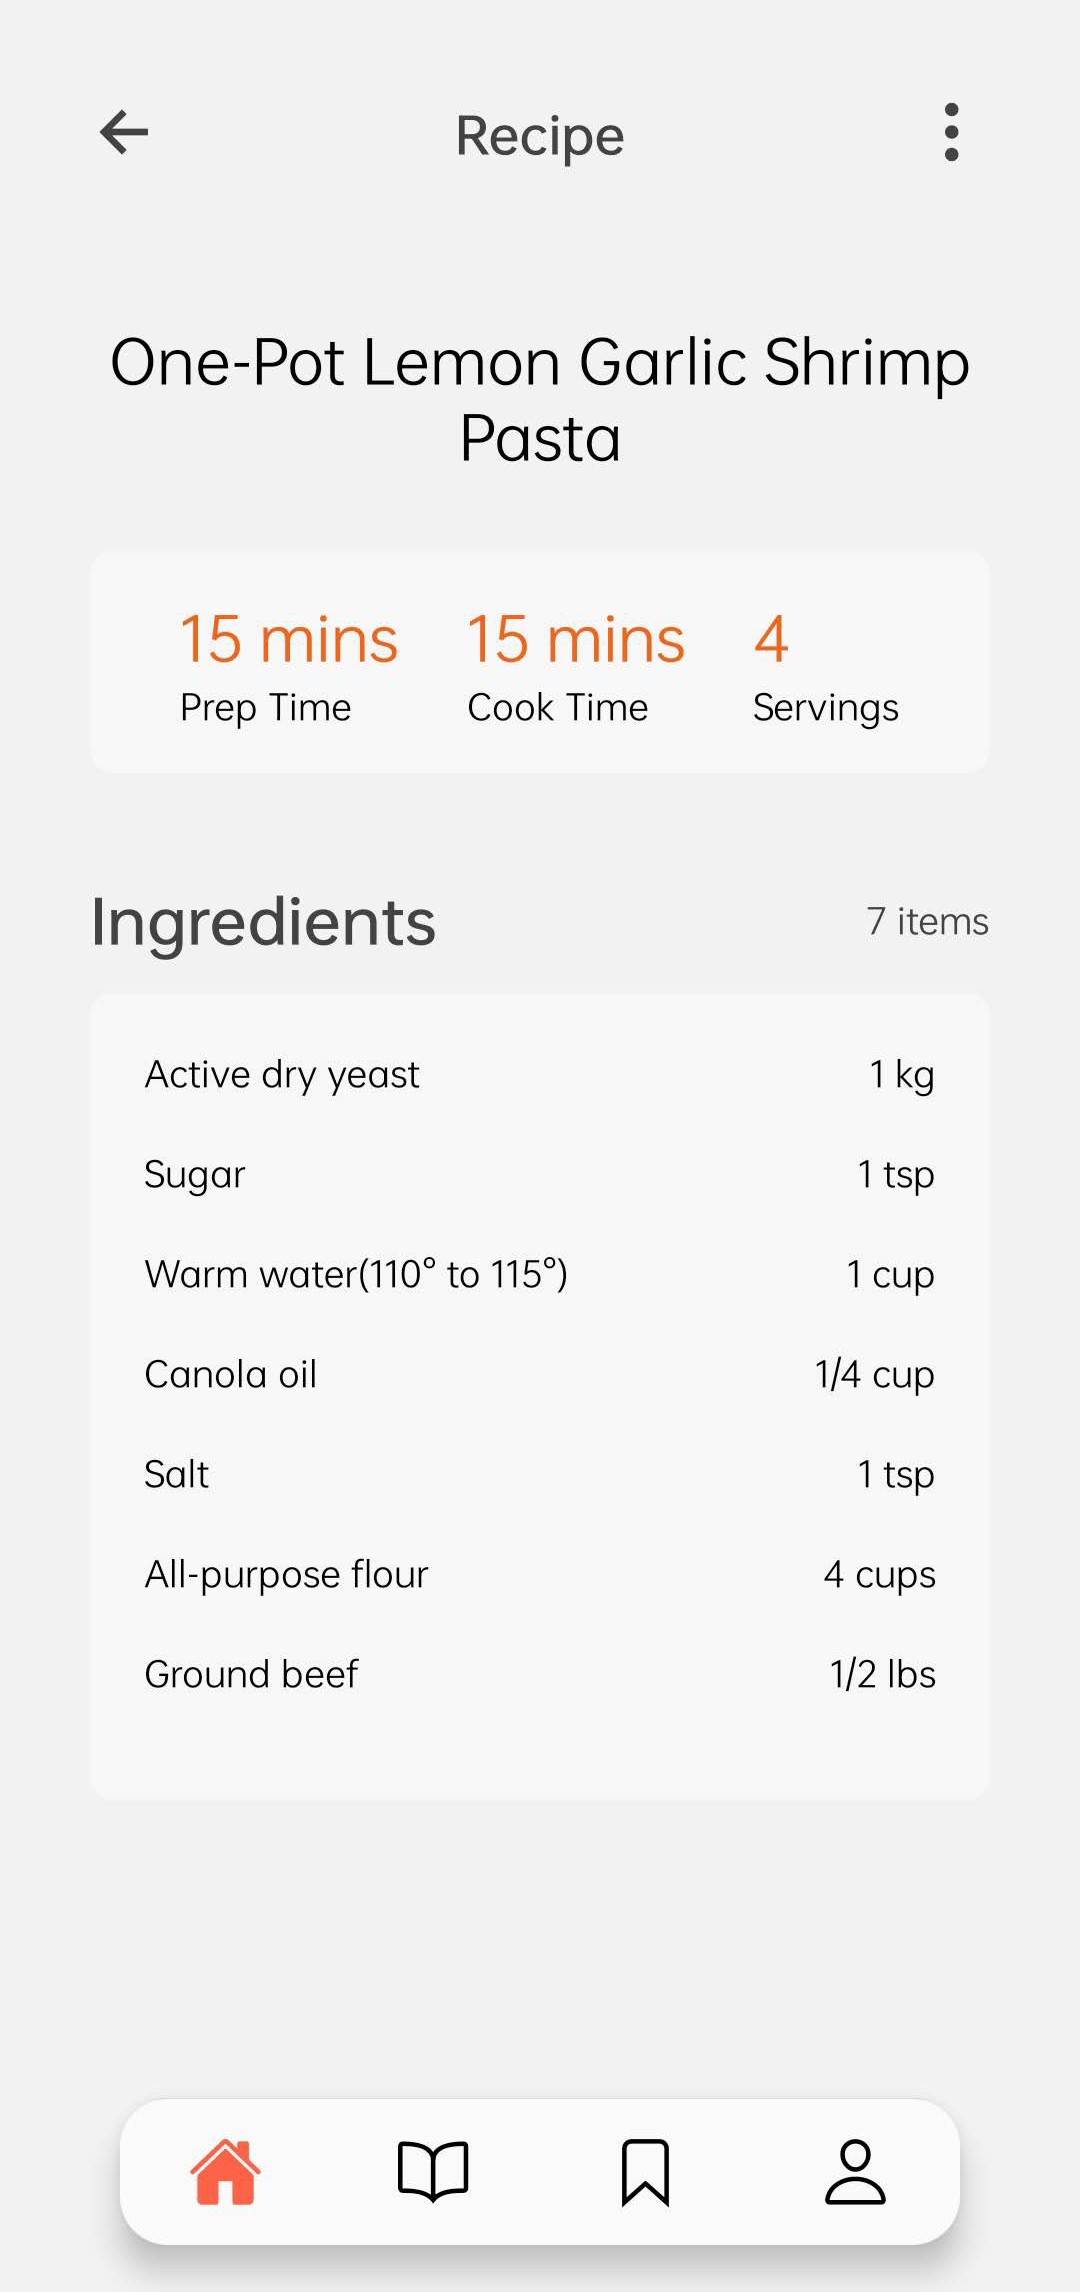 Recipe
One-Pot Lemon Garlic Shrimp
Pasta
15 mins 15 mins 4
Prep Time Cook Time Servings
Ingredients 7 items
Active dry yeast 1 kg
Sugar 1 tsp
Warm water(110° to 115°) 1 cup
Canola oil 1/4 cup
Salt 1 tsp
All-purpose flour 4 cups
Ground beef 1/2 lbs